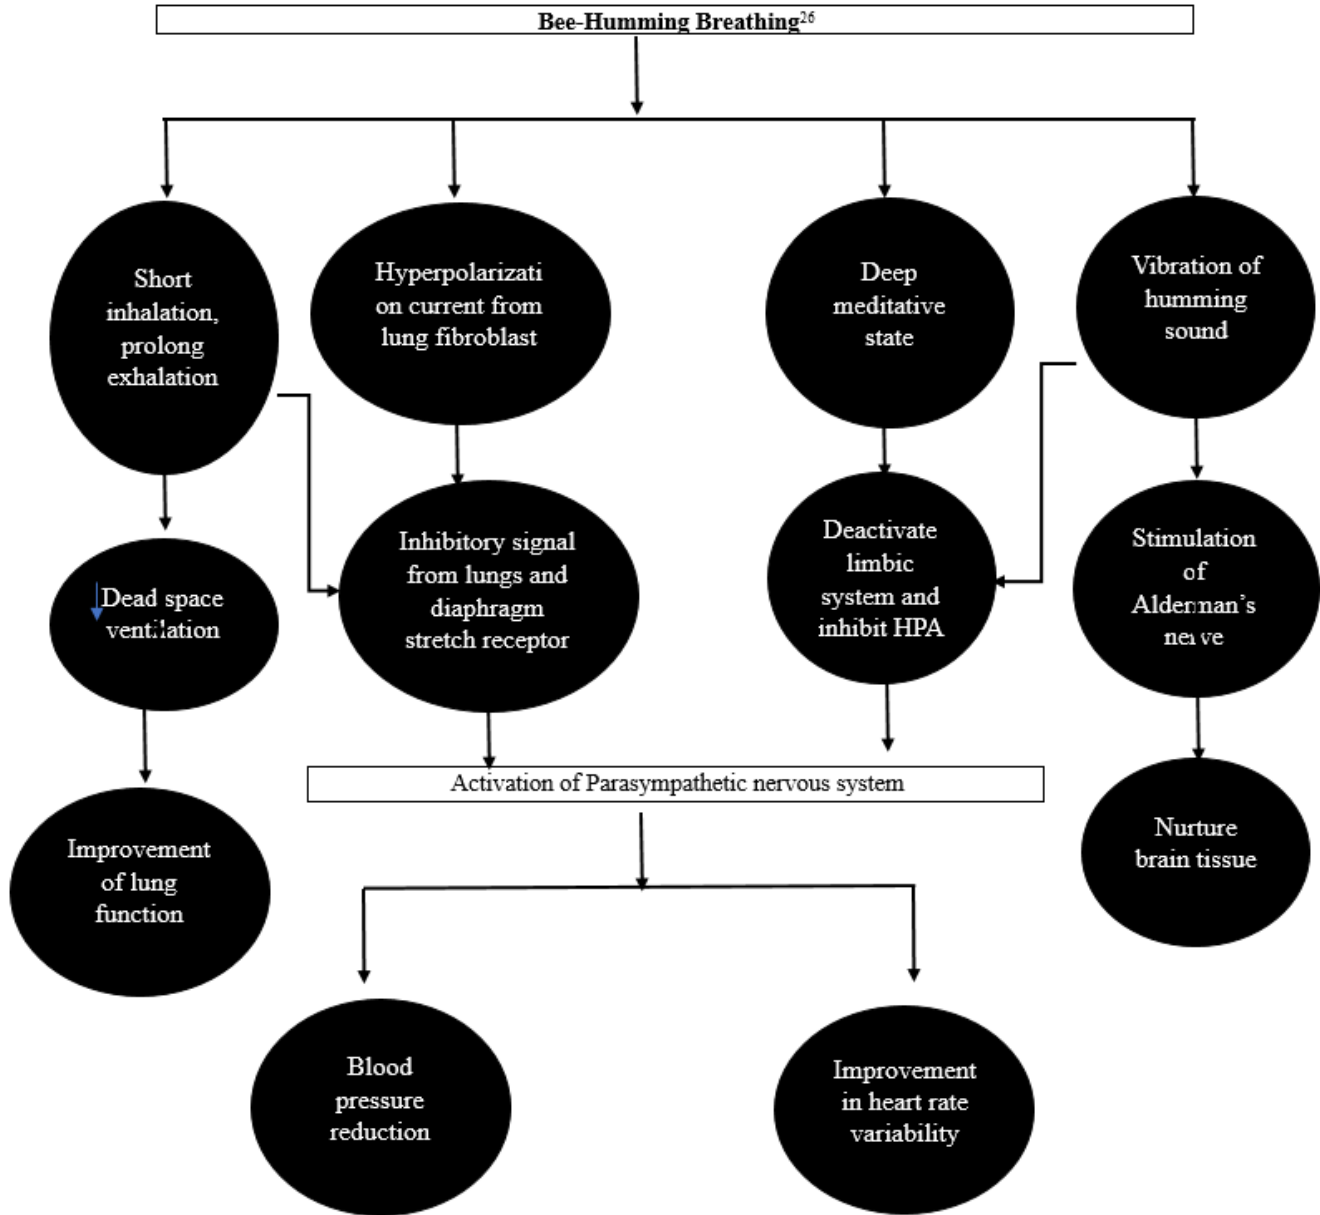 Bee-Humming Breathing26
Short
inhalation,
prolong
exhalation
Hyperpolarizati
on current from
lung fibroblast
Deep
meditative
state
Vibration of
humming
sound
Dead space
ventilation
Inhibitory signal
from lungs and
diaphragm
stretch receptor
Deactivate
limbic
system and
inhibit HPA
Stimulation
of
Alderman's
nerve
Activation of Parasympathetic nervous system
Improvement
of lung
function
Nurture
brain tissue
Blood
pressure
reduction
Improvement
in heart rate
variability